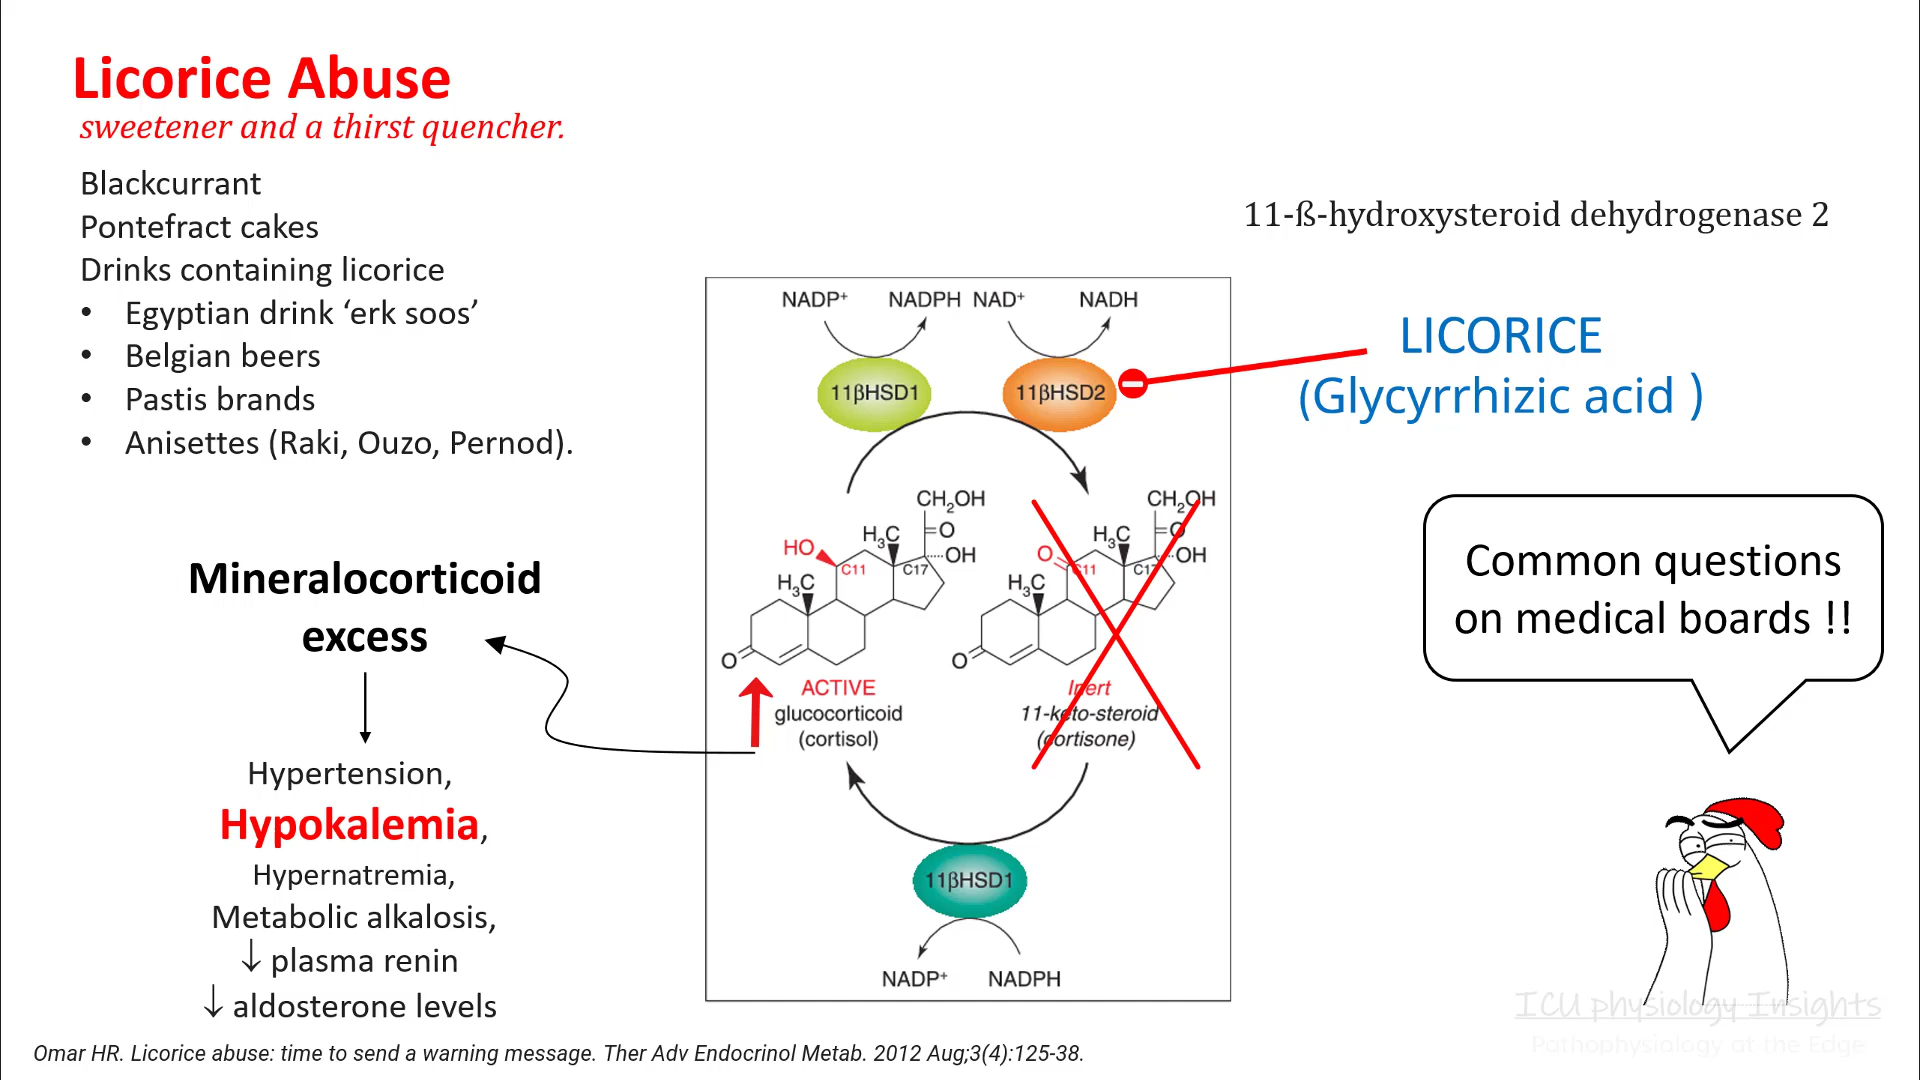 Licorice Abuse
sweetener and a thirst quencher.
Blackcurrant
Pontefract cakes
Drinks containing licorice
• Egyptian drink ‘erk soos’
• Belgian beers
• Pastis brands
• Anisettes (Raki, Ouzo, Pernod).
Mineralocorticoid
excess
Hypertension,
Hypokalemia,
Hypernatremia,
Metabolic alkalosis,
↓ plasma renin
↓ aldosterone levels
11-ß-hydroxysteroid dehydrogenase 2
NADP⁺ NADPH NAD⁺ NADH
11βHSD1 11βHSD2
LICORICE
(Glycyrrhizic acid )
CH₂OH CH₂OH
H₃C O H₃C O
HO OH O OH
C11 C17 C11 C17
H₃C H₃C
O O
ACTIVE
glucocorticoid
(cortisol)
Inert
11-keto-steroid
(cortisone)
11βHSD1
NADP⁺ NADPH
Common questions
on medical boards !!
ICU physiology Insights
Pathophysiology at the Edge
Omar HR. Licorice abuse: time to send a warning message. Ther Adv Endocrinol Metab. 2012 Aug;3(4):125-38.